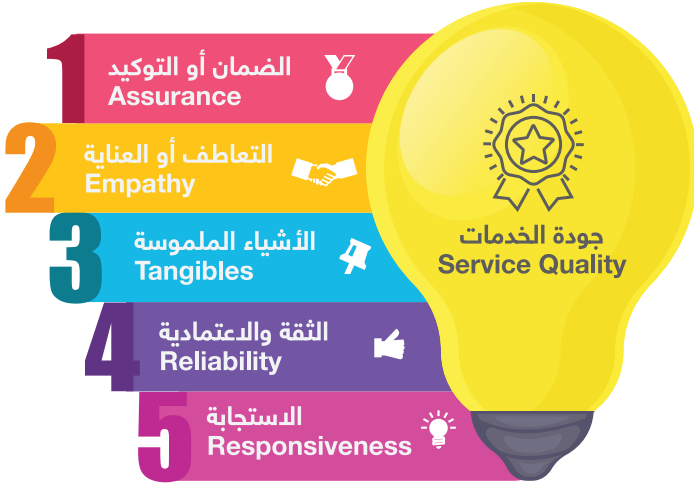 1
الضمان أو التوكيد
Assurance
2
التعاطف أو العناية
Empathy
3
الأشياء الملموسة
Tangibles
4
الثقة والاعتمادية
Reliability
5
الاستجابة
Responsiveness
جودة الخدمات
Service Quality